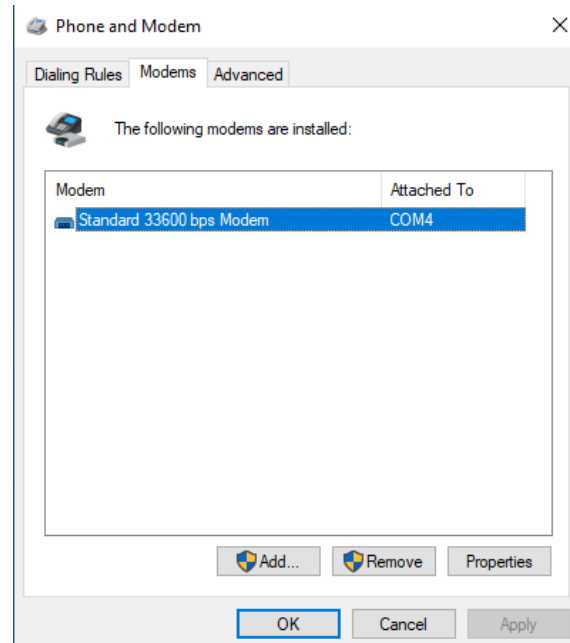 Phone and Modem
Dialing Rules Modems Advanced
The following modems are installed:
Modem Attached To
Standard 33600 bps Modem COM4
Add... Remove Properties
OK Cancel Apply